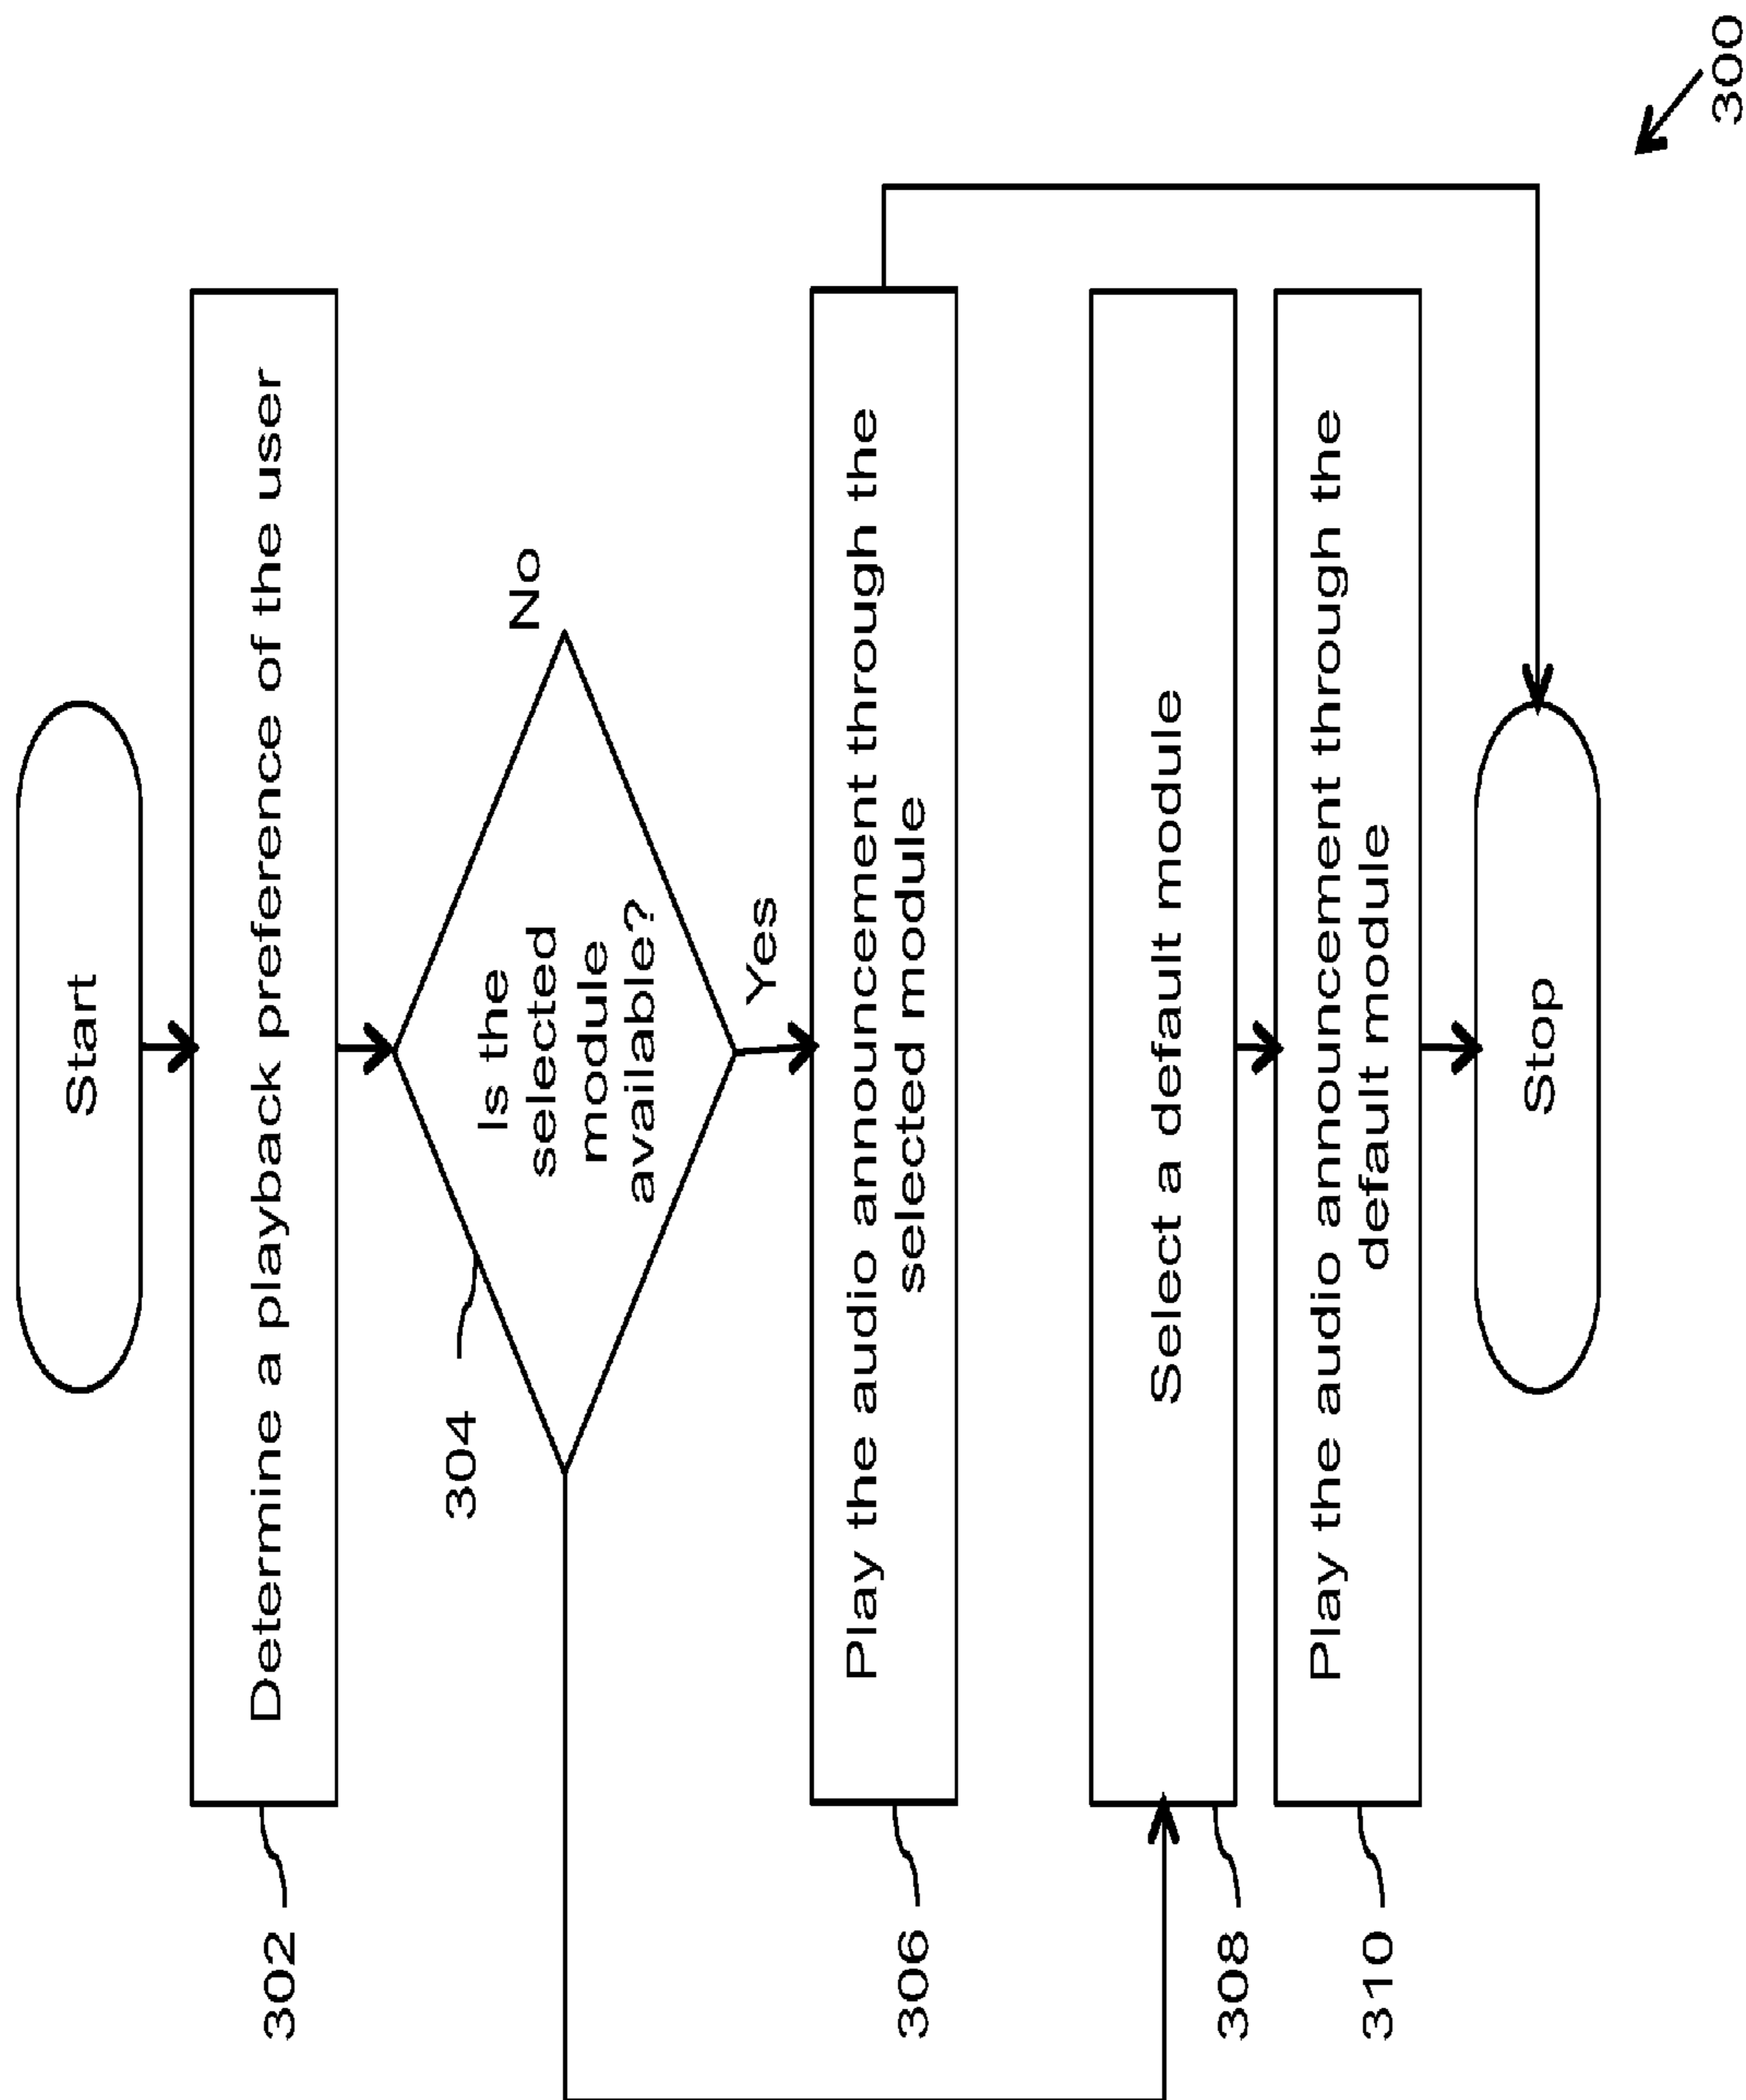 Start
302
Determine a playback preference of the user
304
Is the
selected
module
available?
No
Yes
306
Play the audio announcement through the
selected module
308
Select a default module
310
Play the audio announcement through the
default module
Stop
300